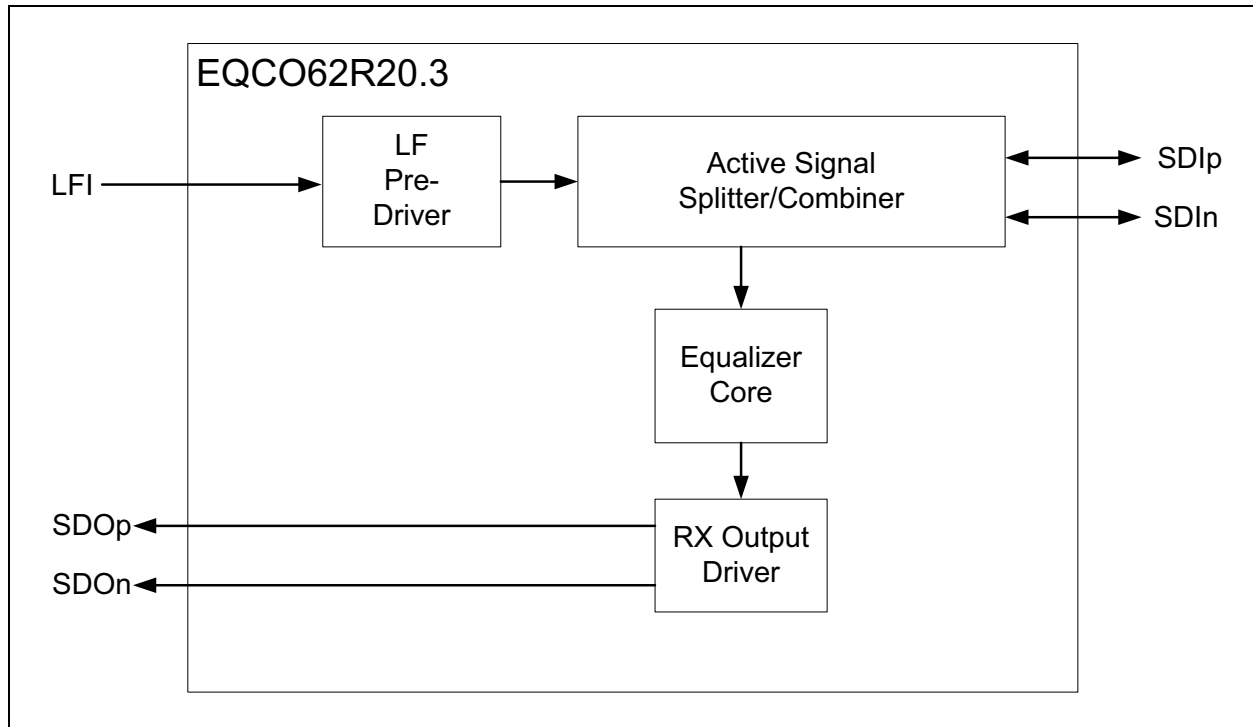 EQCO62R20.3
LF
Pre-
Driver
Active Signal
Splitter/Combiner
LFI
SDIp
SDIn
Equalizer
Core
SDOp
SDOn
RX Output
Driver